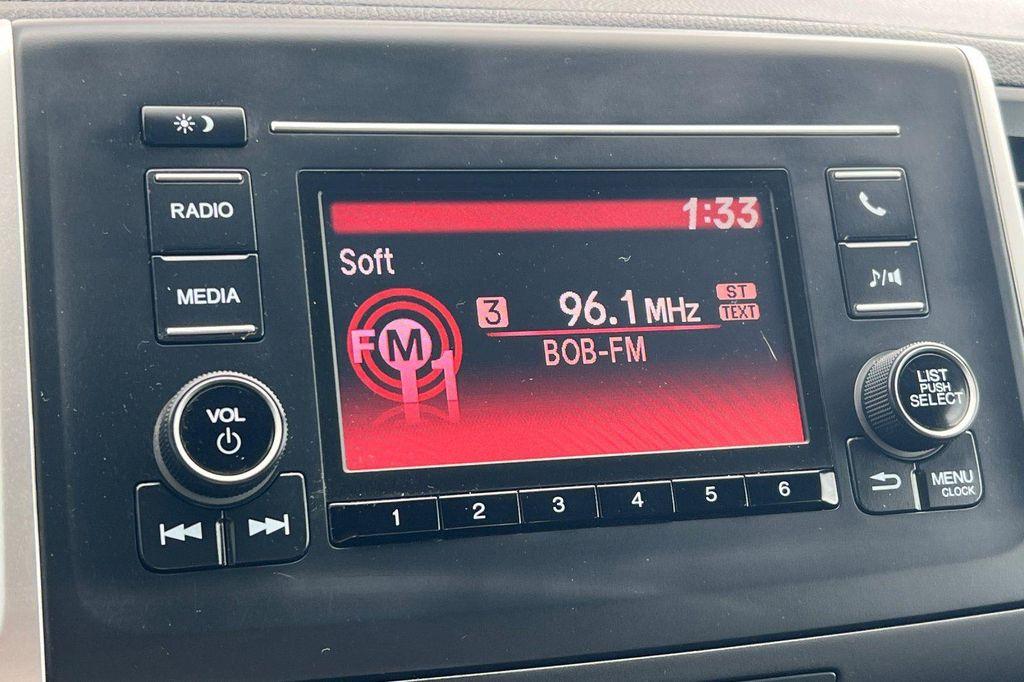 1:33
RADIO
MEDIA
Soft
FM1
3
96.1 MHz
ST
TEXT
BOB-FM
VOL
LIST
PUSH
SELECT
MENU
CLOCK
1 2 3 4 5 6